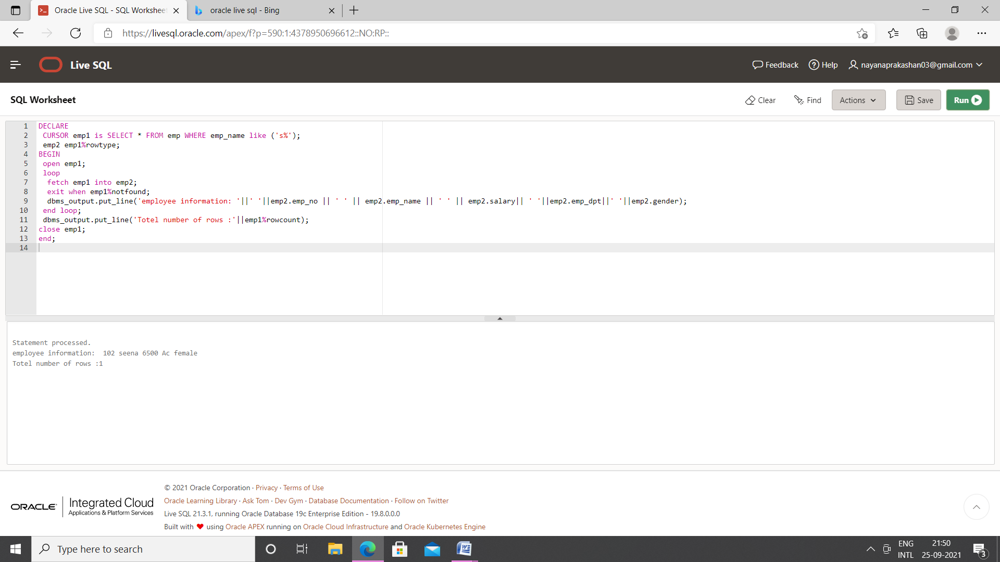 Oracle Live SQL - SQL Workshee
oracle live sql - Bing
https://livesql.oracle.com/apex/f?p=590:1:4378950696612::NO:RP::
Live SQL
Feedback
Help
nayanaprakashan03@gmail.com
SQL Worksheet
Clear
Find
Actions
Save
Run
1 DECLARE
2 CURSOR emp1 is SELECT * FROM emp WHERE emp_name like ('s%');
3 emp2 emp1%rowtype;
4 BEGIN
5 open emp1;
6 loop
7 fetch emp1 into emp2;
8 exit when emp1%notfound;
9 dbms_output.put_line('employee information: '||' '||emp2.emp_no || ' ' || emp2.emp_name || ' ' || emp2.salary|| ' '||emp2.emp_dpt||' '||emp2.gender);
10 end loop;
11 dbms_output.put_line('Totel number of rows :'||emp1%rowcount);
12 close emp1;
13 end;
14
Statement processed.
employee information:  102 seena 6500 Ac female
Totel number of rows :1
ORACLE
Integrated Cloud
Applications & Platform Services
© 2021 Oracle Corporation · Privacy · Terms of Use
Oracle Learning Library · Ask Tom · Dev Gym · Database Documentation · Follow on Twitter
Live SQL 21.3.1, running Oracle Database 19c Enterprise Edition - 19.8.0.0.0
Built with ♥ using Oracle APEX running on Oracle Cloud Infrastructure and Oracle Kubernetes Engine
Type here to search
ENG
INTL
21:50
25-09-2021
3